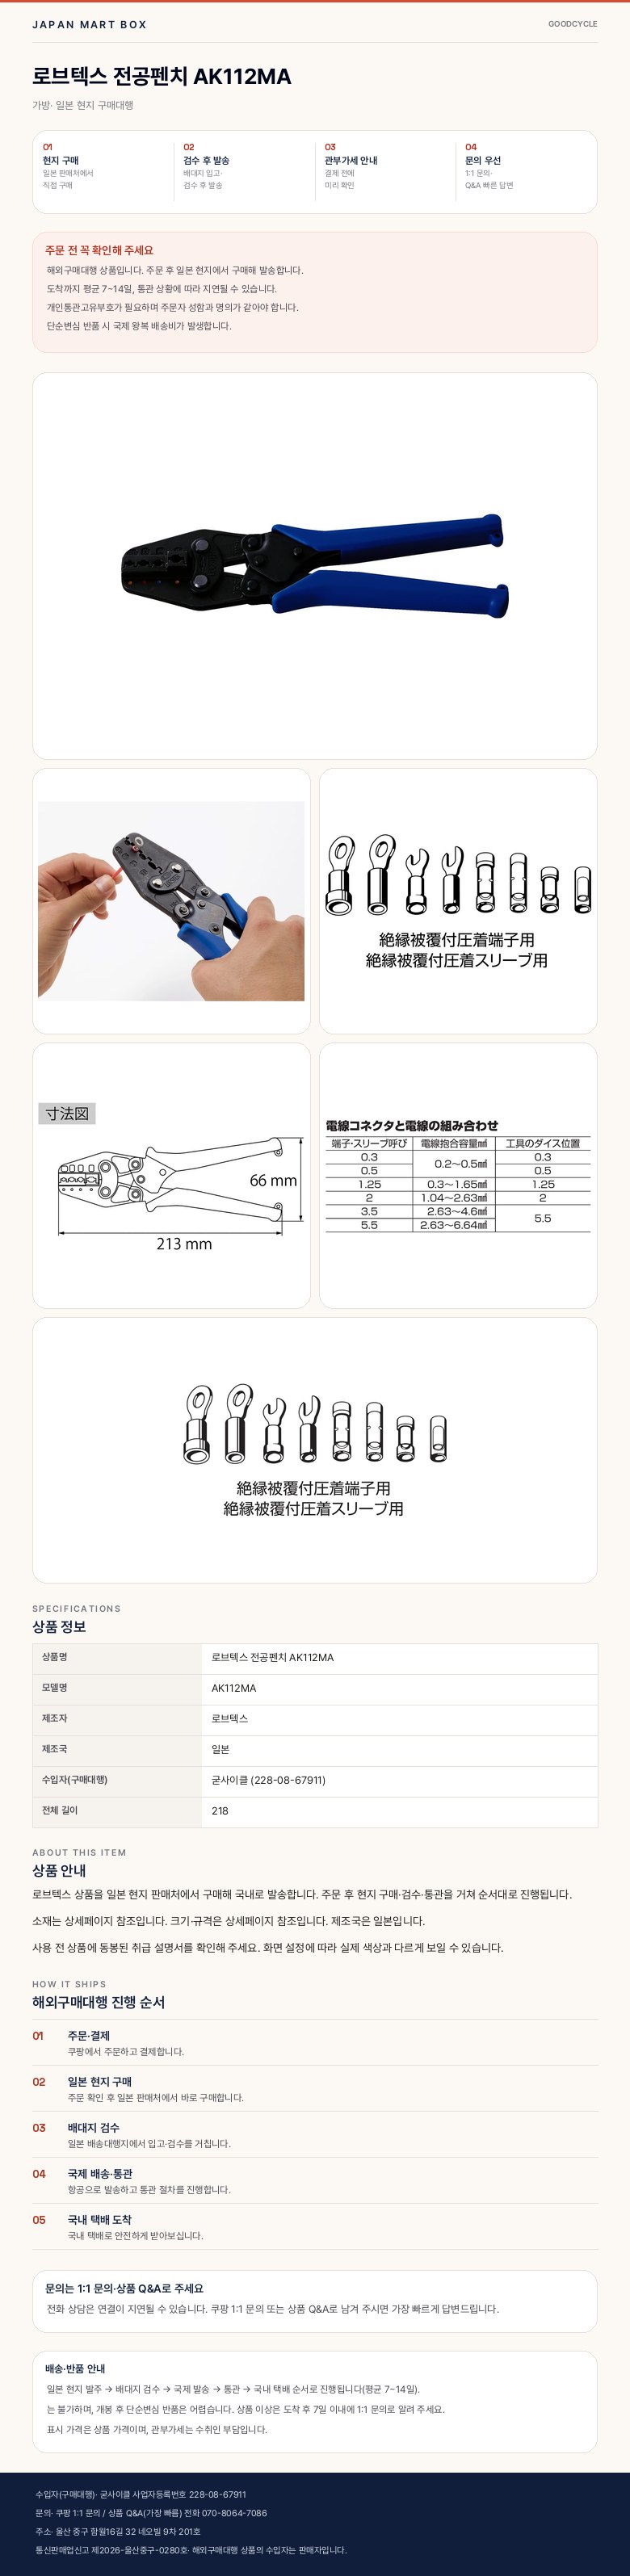 JAPAN MART BOX
GOODCYCLE
로브텍스 전공펜치 AK112MA
가방· 일본 현지 구매대행
01
현지 구매
일본 판매처에서
직접 구매
02
검수 후 발송
배대지 입고·
검수 후 발송
03
관부가세 안내
결제 전에
미리 확인
04
문의 우선
1:1 문의·
Q&A 빠른 답변
주문 전 꼭 확인해 주세요
해외구매대행 상품입니다. 주문 후 일본 현지에서 구매해 발송합니다.
도착까지 평균 7~14일, 통관 상황에 따라 지연될 수 있습니다.
개인통관고유부호가 필요하며 주문자 성함과 명의가 같아야 합니다.
단순변심 반품 시 국제 왕복 배송비가 발생합니다.
絶縁被覆付圧着端子用
絶縁被覆付圧着スリーブ用
寸法図
66 mm
213 mm
電線コネクタと電線の組み合わせ
端子·スリーブ呼び 電線抱合容量㎟ 工具のダイス位置
0.3 0.2~0.5㎟ 0.3
0.5 0.5
1.25 0.3~1.65㎟ 1.25
2 1.04~2.63㎟ 2
3.5 2.63~4.6㎟ 5.5
5.5 2.63~6.64㎟
絶縁被覆付圧着端子用
絶縁被覆付圧着スリーブ用
SPECIFICATIONS
상품 정보
상품명 로브텍스 전공펜치 AK112MA
모델명 AK112MA
제조자 로브텍스
제조국 일본
수입자(구매대행) 굳사이클 (228-08-67911)
전체 길이 218
ABOUT THIS ITEM
상품 안내
로브텍스 상품을 일본 현지 판매처에서 구매해 국내로 발송합니다. 주문 후 현지 구매·검수·통관을 거쳐 순서대로 진행됩니다.
소재는 상세페이지 참조입니다. 크기·규격은 상세페이지 참조입니다. 제조국은 일본입니다.
사용 전 상품에 동봉된 취급 설명서를 확인해 주세요. 화면 설정에 따라 실제 색상과 다르게 보일 수 있습니다.
HOW IT SHIPS
해외구매대행 진행 순서
01 주문·결제
쿠팡에서 주문하고 결제합니다.
02 일본 현지 구매
주문 확인 후 일본 판매처에서 바로 구매합니다.
03 배대지 검수
일본 배송대행지에서 입고·검수를 거칩니다.
04 국제 배송·통관
항공으로 발송하고 통관 절차를 진행합니다.
05 국내 택배 도착
국내 택배로 안전하게 받아보십니다.
문의는 1:1 문의·상품 Q&A로 주세요
전화 상담은 연결이 지연될 수 있습니다. 쿠팡 1:1 문의 또는 상품 Q&A로 남겨 주시면 가장 빠르게 답변드립니다.
배송·반품 안내
일본 현지 발주 → 배대지 검수 → 국제 발송 → 통관 → 국내 택배 순서로 진행됩니다(평균 7~14일).
는 불가하며, 개봉 후 단순변심 반품은 어렵습니다. 상품 이상은 도착 후 7일 이내에 1:1 문의로 알려 주세요.
표시 가격은 상품 가격이며, 관부가세는 수취인 부담입니다.
수입자(구매대행)· 굳사이클 사업자등록번호 228-08-67911
문의· 쿠팡 1:1 문의 / 상품 Q&A(가장 빠름) 전화 070-8064-7086
주소· 울산 중구 함월16길 32 네오빌 9차 201호
통신판매업신고 제2026-울산중구-0280호· 해외구매대행 상품의 수입자는 판매자입니다.